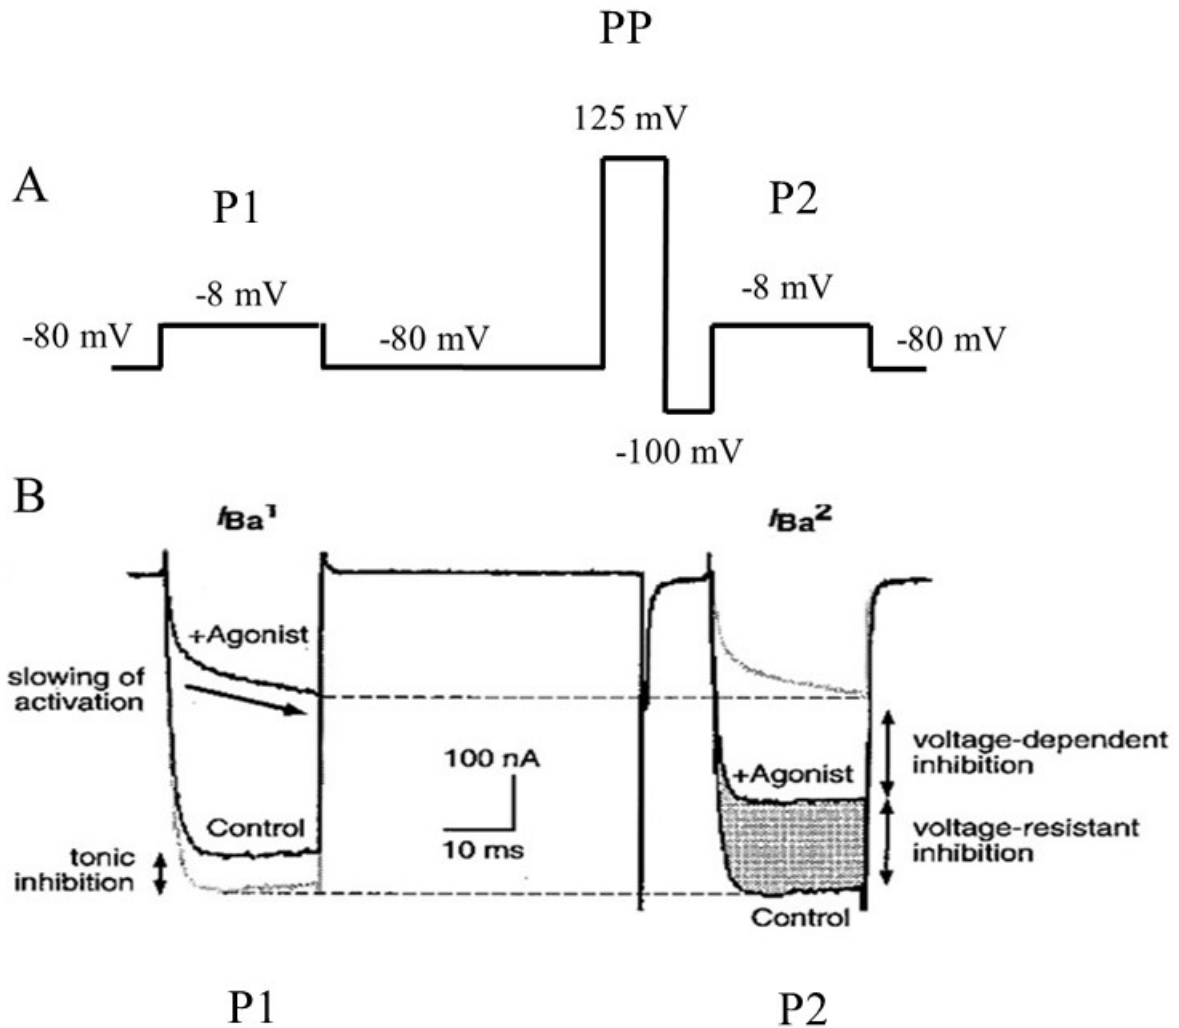 PP
125 mV
A
P1
P2
-8 mV
-8 mV
-80 mV
-80 mV
-80 mV
-100 mV
B
IBa1
IBa2
+Agonist
slowing of
activation
100 nA
10 ms
Control
tonic
inhibition
+Agonist
voltage-dependent
inhibition
voltage-resistant
inhibition
Control
P1
P2